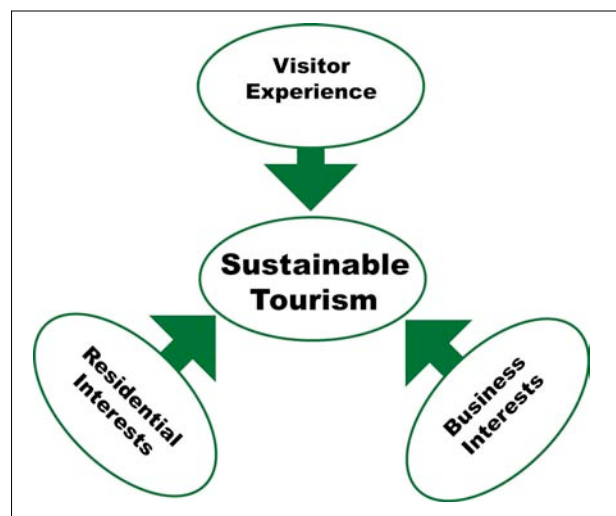 Visitor
Experience
Sustainable
Tourism
Residential
Interests
Business
Interests